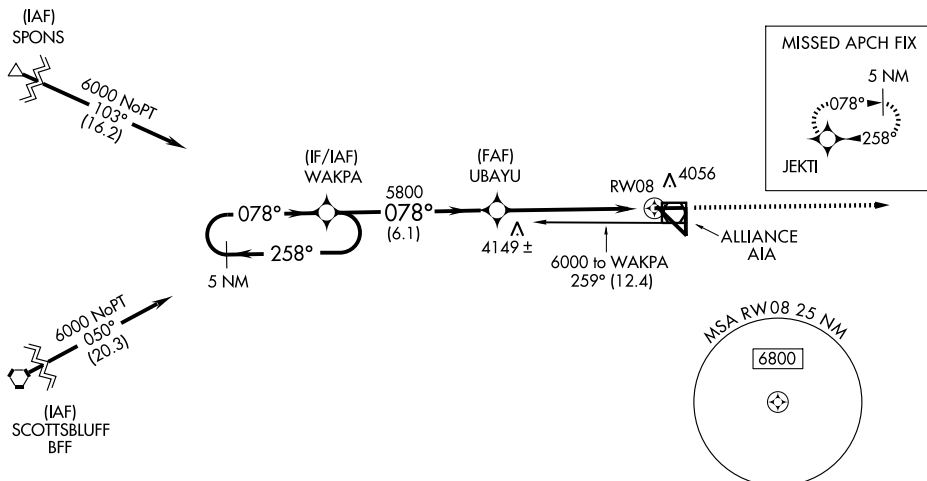 (IAF)
SPONS
6000 NoPT
103°
(16.2)
MISSED APCH FIX
5 NM
078°
258°
JEKTI
(IF/IAF)
WAKPA
078°
258°
5 NM
5800
078°
(6.1)
(FAF)
UBAYU
4149 ±
RW08
4056
ALLIANCE
AIA
6000 to WAKPA
259° (12.4)
6000 NoPT
050°
(20.3)
(IAF)
SCOTTSBLUFF
BFF
MSA RW08 25 NM
6800